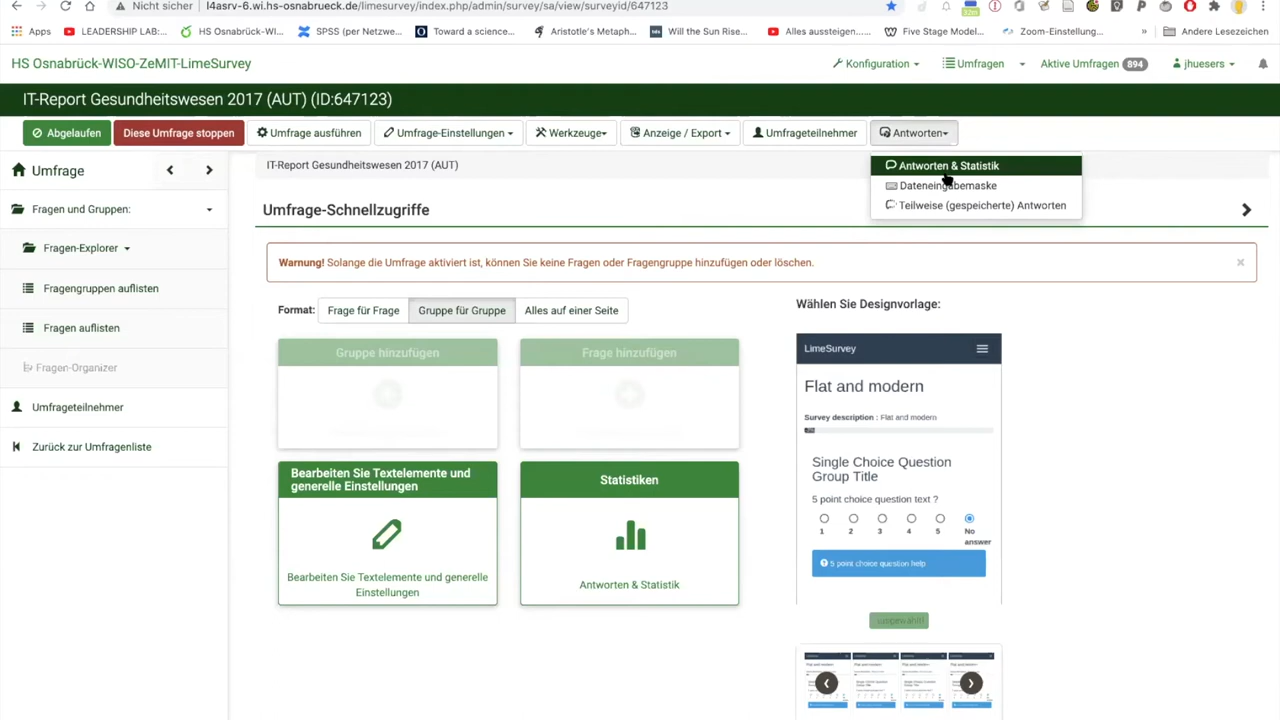 Nicht sicher | l4asrv-6.wi.hs-osnabrueck.de/limesurvey/index.php/admin/survey/sa/view/surveyid/647123
Apps LEADERSHIP LAB:... HS Osnabrück-WI... SPSS (per Netzwe... Toward a science... Aristotle's Metaph... Will the Sun Rise... Alles aussteigen.... Five Stage Model... Zoom-Einstellung... » Andere Lesezeichen
HS Osnabrück-WISO-ZeMIT-LimeSurvey Konfiguration Umfragen Aktive Umfragen 894 jhuesers
IT-Report Gesundheitswesen 2017 (AUT) (ID:647123)
Abgelaufen Diese Umfrage stoppen Umfrage ausführen Umfrage-Einstellungen Werkzeuge Anzeige / Export Umfrageteilnehmer Antworten
Umfrage
IT-Report Gesundheitswesen 2017 (AUT)
Antworten & Statistik
Dateneingabemaske
Teilweise (gespeicherte) Antworten
Fragen und Gruppen:
Fragen-Explorer
Fragengruppen auflisten
Fragen auflisten
Fragen-Organizer
Umfrageteilnehmer
Zurück zur Umfragenliste
Umfrage-Schnellzugriffe
Warnung! Solange die Umfrage aktiviert ist, können Sie keine Fragen oder Fragengruppe hinzufügen oder löschen. ×
Format: Frage für Frage Gruppe für Gruppe Alles auf einer Seite
Gruppe hinzufügen
Frage hinzufügen
Bearbeiten Sie Textelemente und
generelle Einstellungen
Bearbeiten Sie Textelemente und generelle
Einstellungen
Statistiken
Antworten & Statistik
Wählen Sie Designvorlage:
LimeSurvey
Flat and modern
Survey description : Flat and modern
Single Choice Question
Group Title
5 point choice question text ?
1 2 3 4 5 No
answer
5 point choice question help